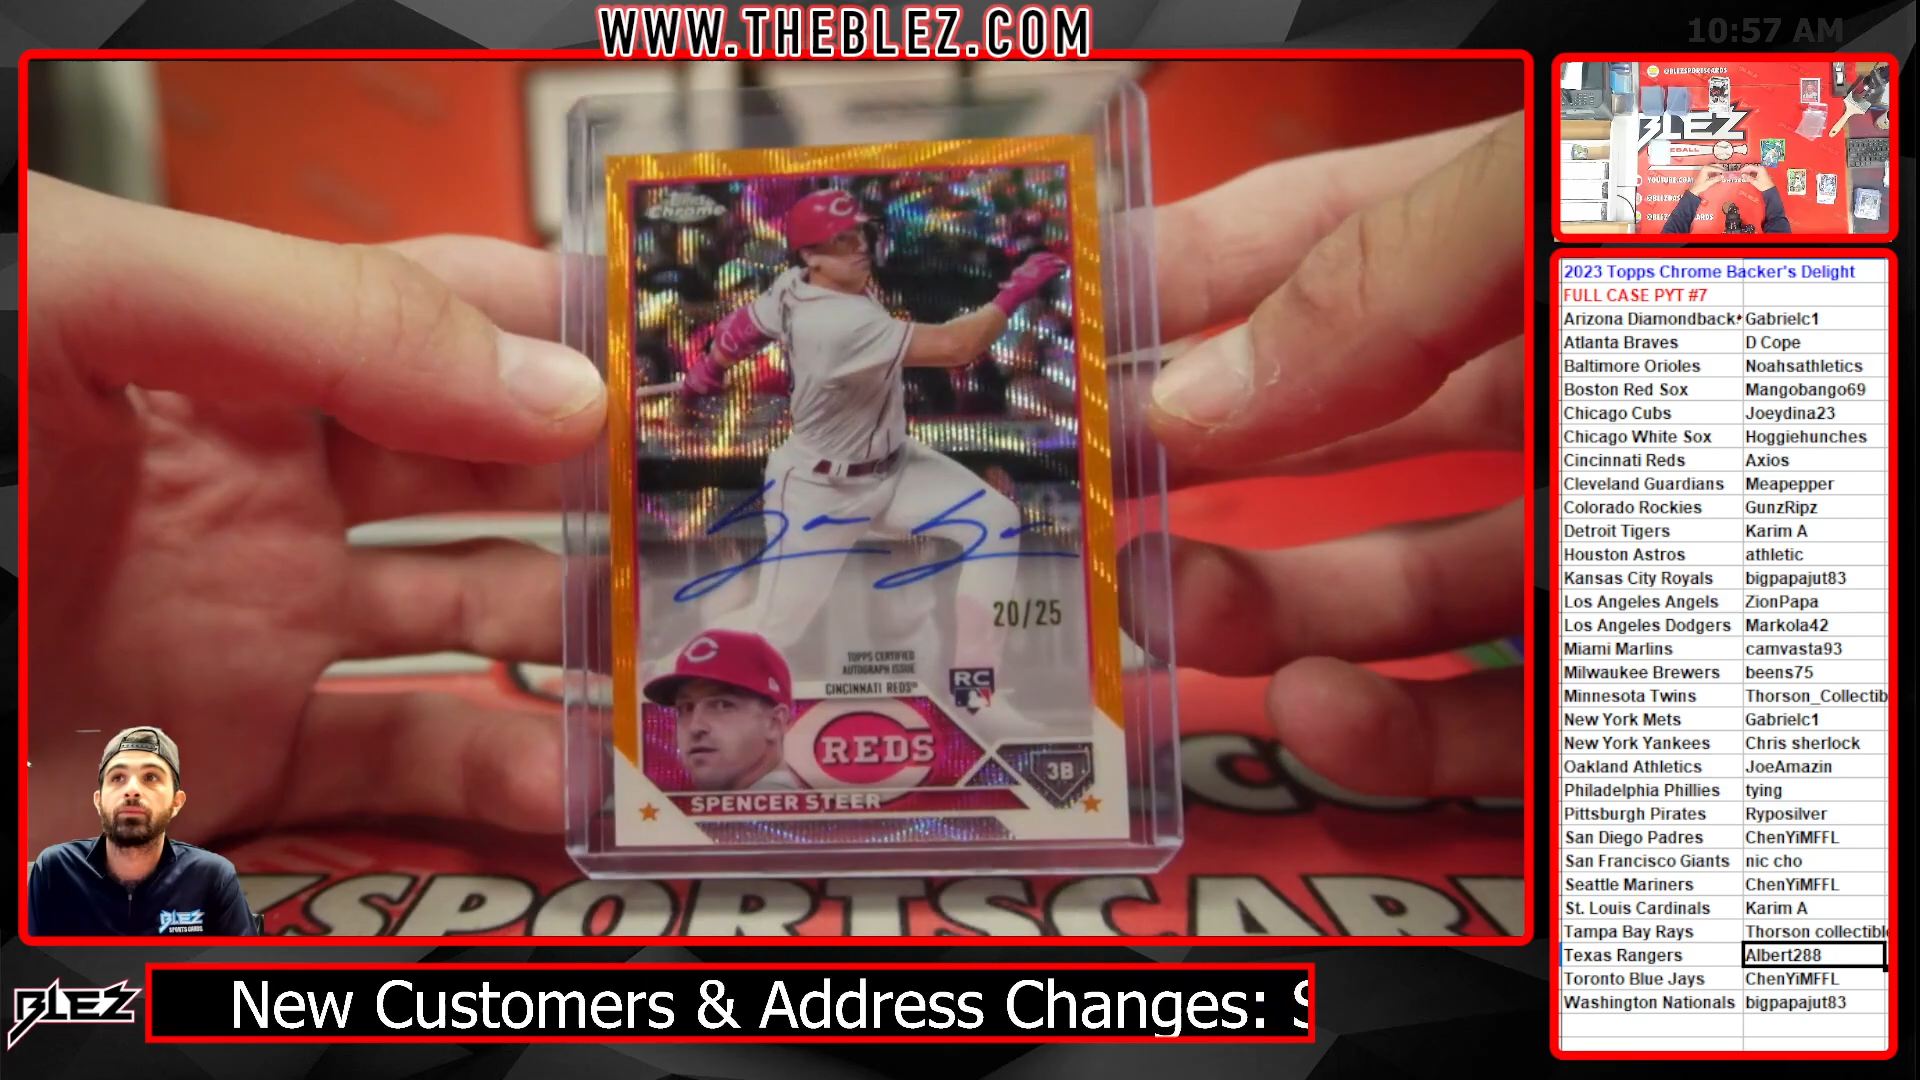 WWW.THEBLEZ.COM
10:57 AM
Topps
Chrome
20/25
TOPPS CERTIFIED
AUTOGRAPH ISSUE
CINCINNATI REDS
RC
REDS
3B
SPENCER STEER
BLEZ
SPORTS CARDS
SPORTSCAR
@BLEZSPORTSCARDS
BLEZ
2023 Topps Chrome Backer's Delight
FULL CASE PYT #7
Arizona Diamondback Gabrielc1
Atlanta Braves D Cope
Baltimore Orioles Noahsathletics
Boston Red Sox Mangobango69
Chicago Cubs Joeydina23
Chicago White Sox Hoggiehunches
Cincinnati Reds Axios
Cleveland Guardians Meapepper
Colorado Rockies GunzRipz
Detroit Tigers Karim A
Houston Astros athletic
Kansas City Royals bigpapajut83
Los Angeles Angels ZionPapa
Los Angeles Dodgers Markola42
Miami Marlins camvasta93
Milwaukee Brewers beens75
Minnesota Twins Thorson_Collectib
New York Mets Gabrielc1
New York Yankees Chris sherlock
Oakland Athletics JoeAmazin
Philadelphia Phillies tying
Pittsburgh Pirates Ryposilver
San Diego Padres ChenYiMFFL
San Francisco Giants nic cho
Seattle Mariners ChenYiMFFL
St. Louis Cardinals Karim A
Tampa Bay Rays Thorson collectibl
Texas Rangers Albert288
Toronto Blue Jays ChenYiMFFL
Washington Nationals bigpapajut83
BLEZ
New Customers & Address Changes: S